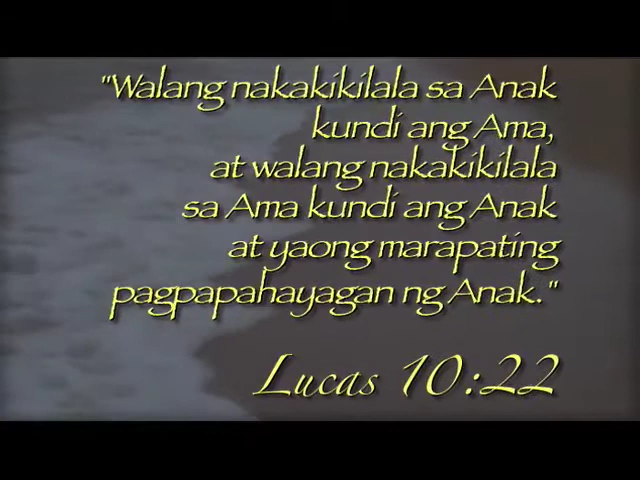 "Walang nakakikilala sa Anak
kundi ang Ama,
at walang nakakikilala
sa Ama kundi ang Anak
at yaong marapating
pagpapahayagan ng Anak."
Lucas 10:22